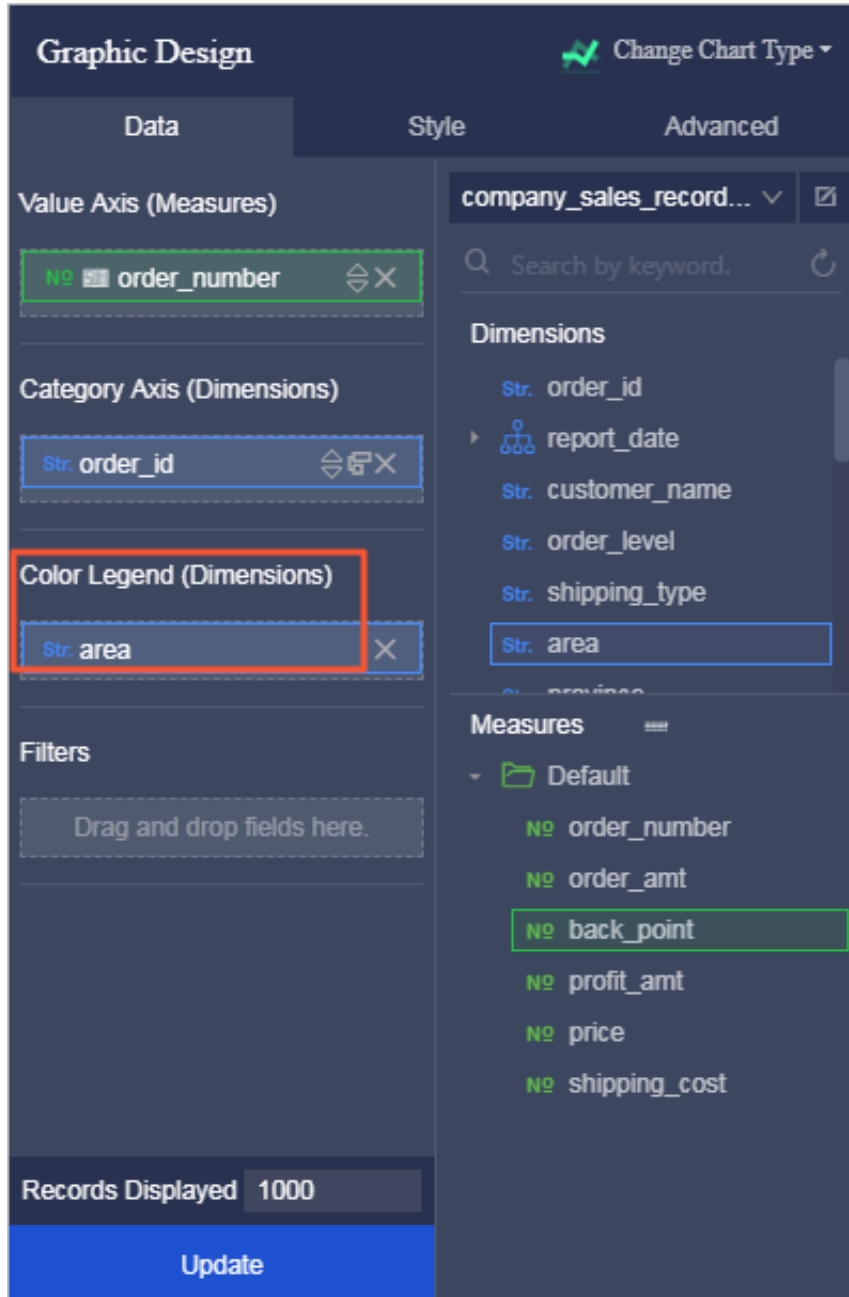 Graphic Design
Change Chart Type
Data
Style
Advanced
Value Axis (Measures)
Nº order_number
Category Axis (Dimensions)
Str. order_id
Color Legend (Dimensions)
Str. area
Filters
Drag and drop fields here.
Records Displayed 1000
Update
company_sales_record...
Search by keyword.
Dimensions
Str. order_id
report_date
Str. customer_name
Str. order_level
Str. shipping_type
Str. area
Str. province
Measures
Default
Nº order_number
Nº order_amt
Nº back_point
Nº profit_amt
Nº price
Nº shipping_cost